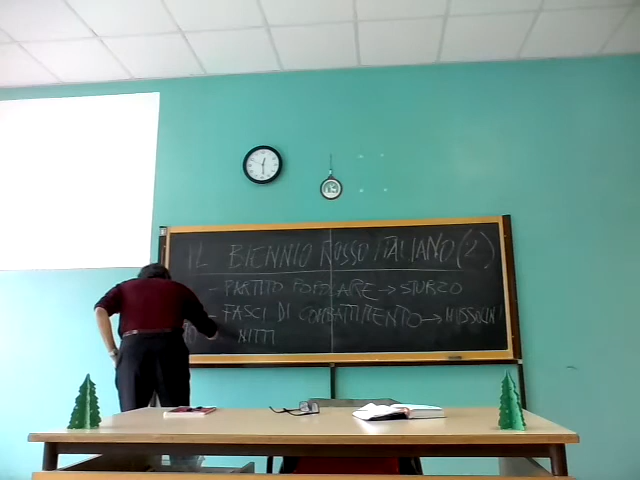 IL BIENNIO ROSSO ITALIANO (2)
- PARTITO POPOLARE → STURZO
- FASCI DI COMBATTIMENTO → MUSSOLINI
NITTI